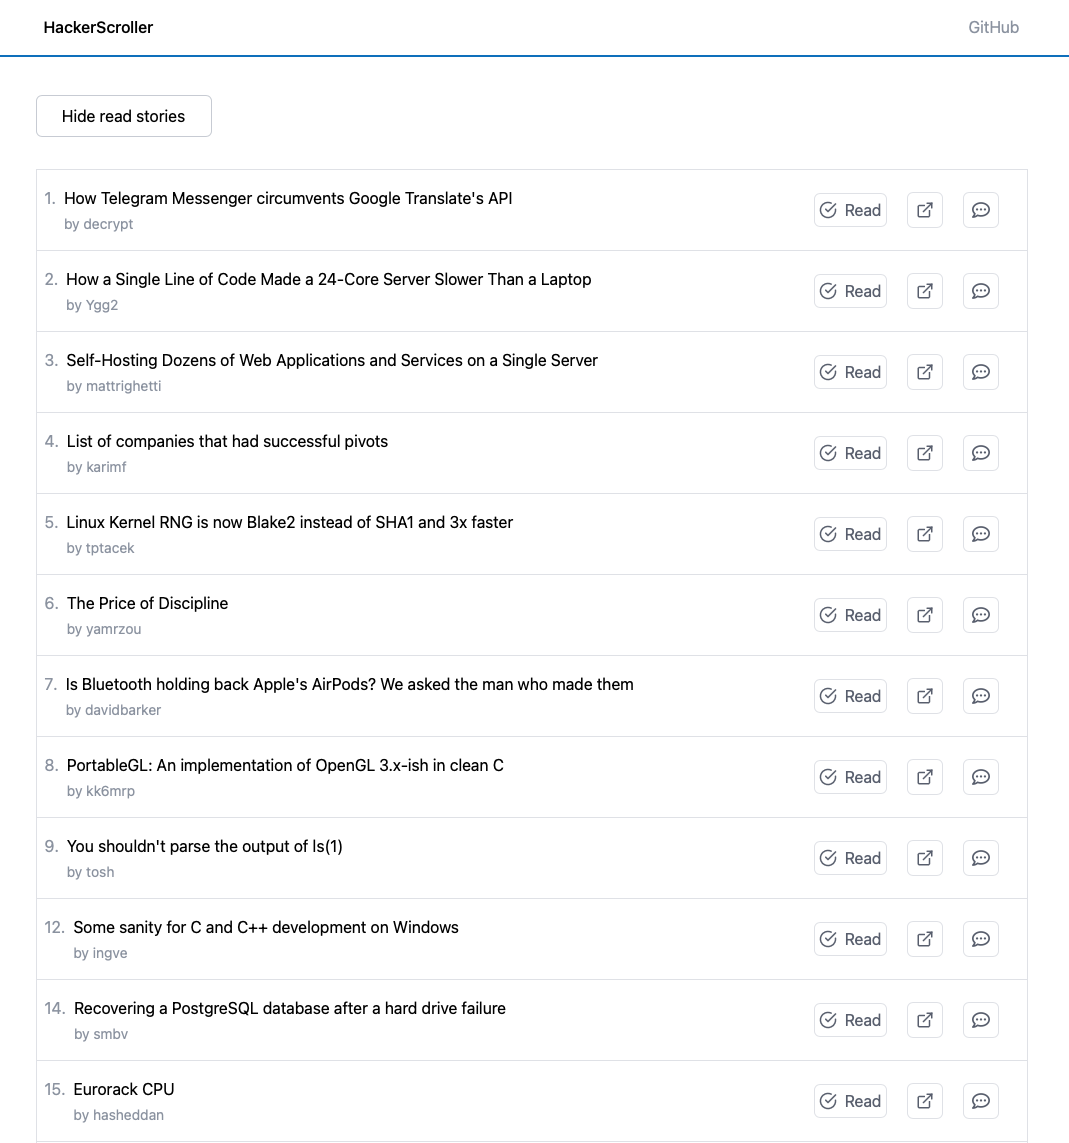 HackerScroller
GitHub
Hide read stories
1. How Telegram Messenger circumvents Google Translate's API
by decrypt
Read
2. How a Single Line of Code Made a 24-Core Server Slower Than a Laptop
by Ygg2
Read
3. Self-Hosting Dozens of Web Applications and Services on a Single Server
by mattrighetti
Read
4. List of companies that had successful pivots
by karimf
Read
5. Linux Kernel RNG is now Blake2 instead of SHA1 and 3x faster
by tptacek
Read
6. The Price of Discipline
by yamrzou
Read
7. Is Bluetooth holding back Apple's AirPods? We asked the man who made them
by davidbarker
Read
8. PortableGL: An implementation of OpenGL 3.x-ish in clean C
by kk6mrp
Read
9. You shouldn't parse the output of ls(1)
by tosh
Read
12. Some sanity for C and C++ development on Windows
by ingve
Read
14. Recovering a PostgreSQL database after a hard drive failure
by smbv
Read
15. Eurorack CPU
by hasheddan
Read